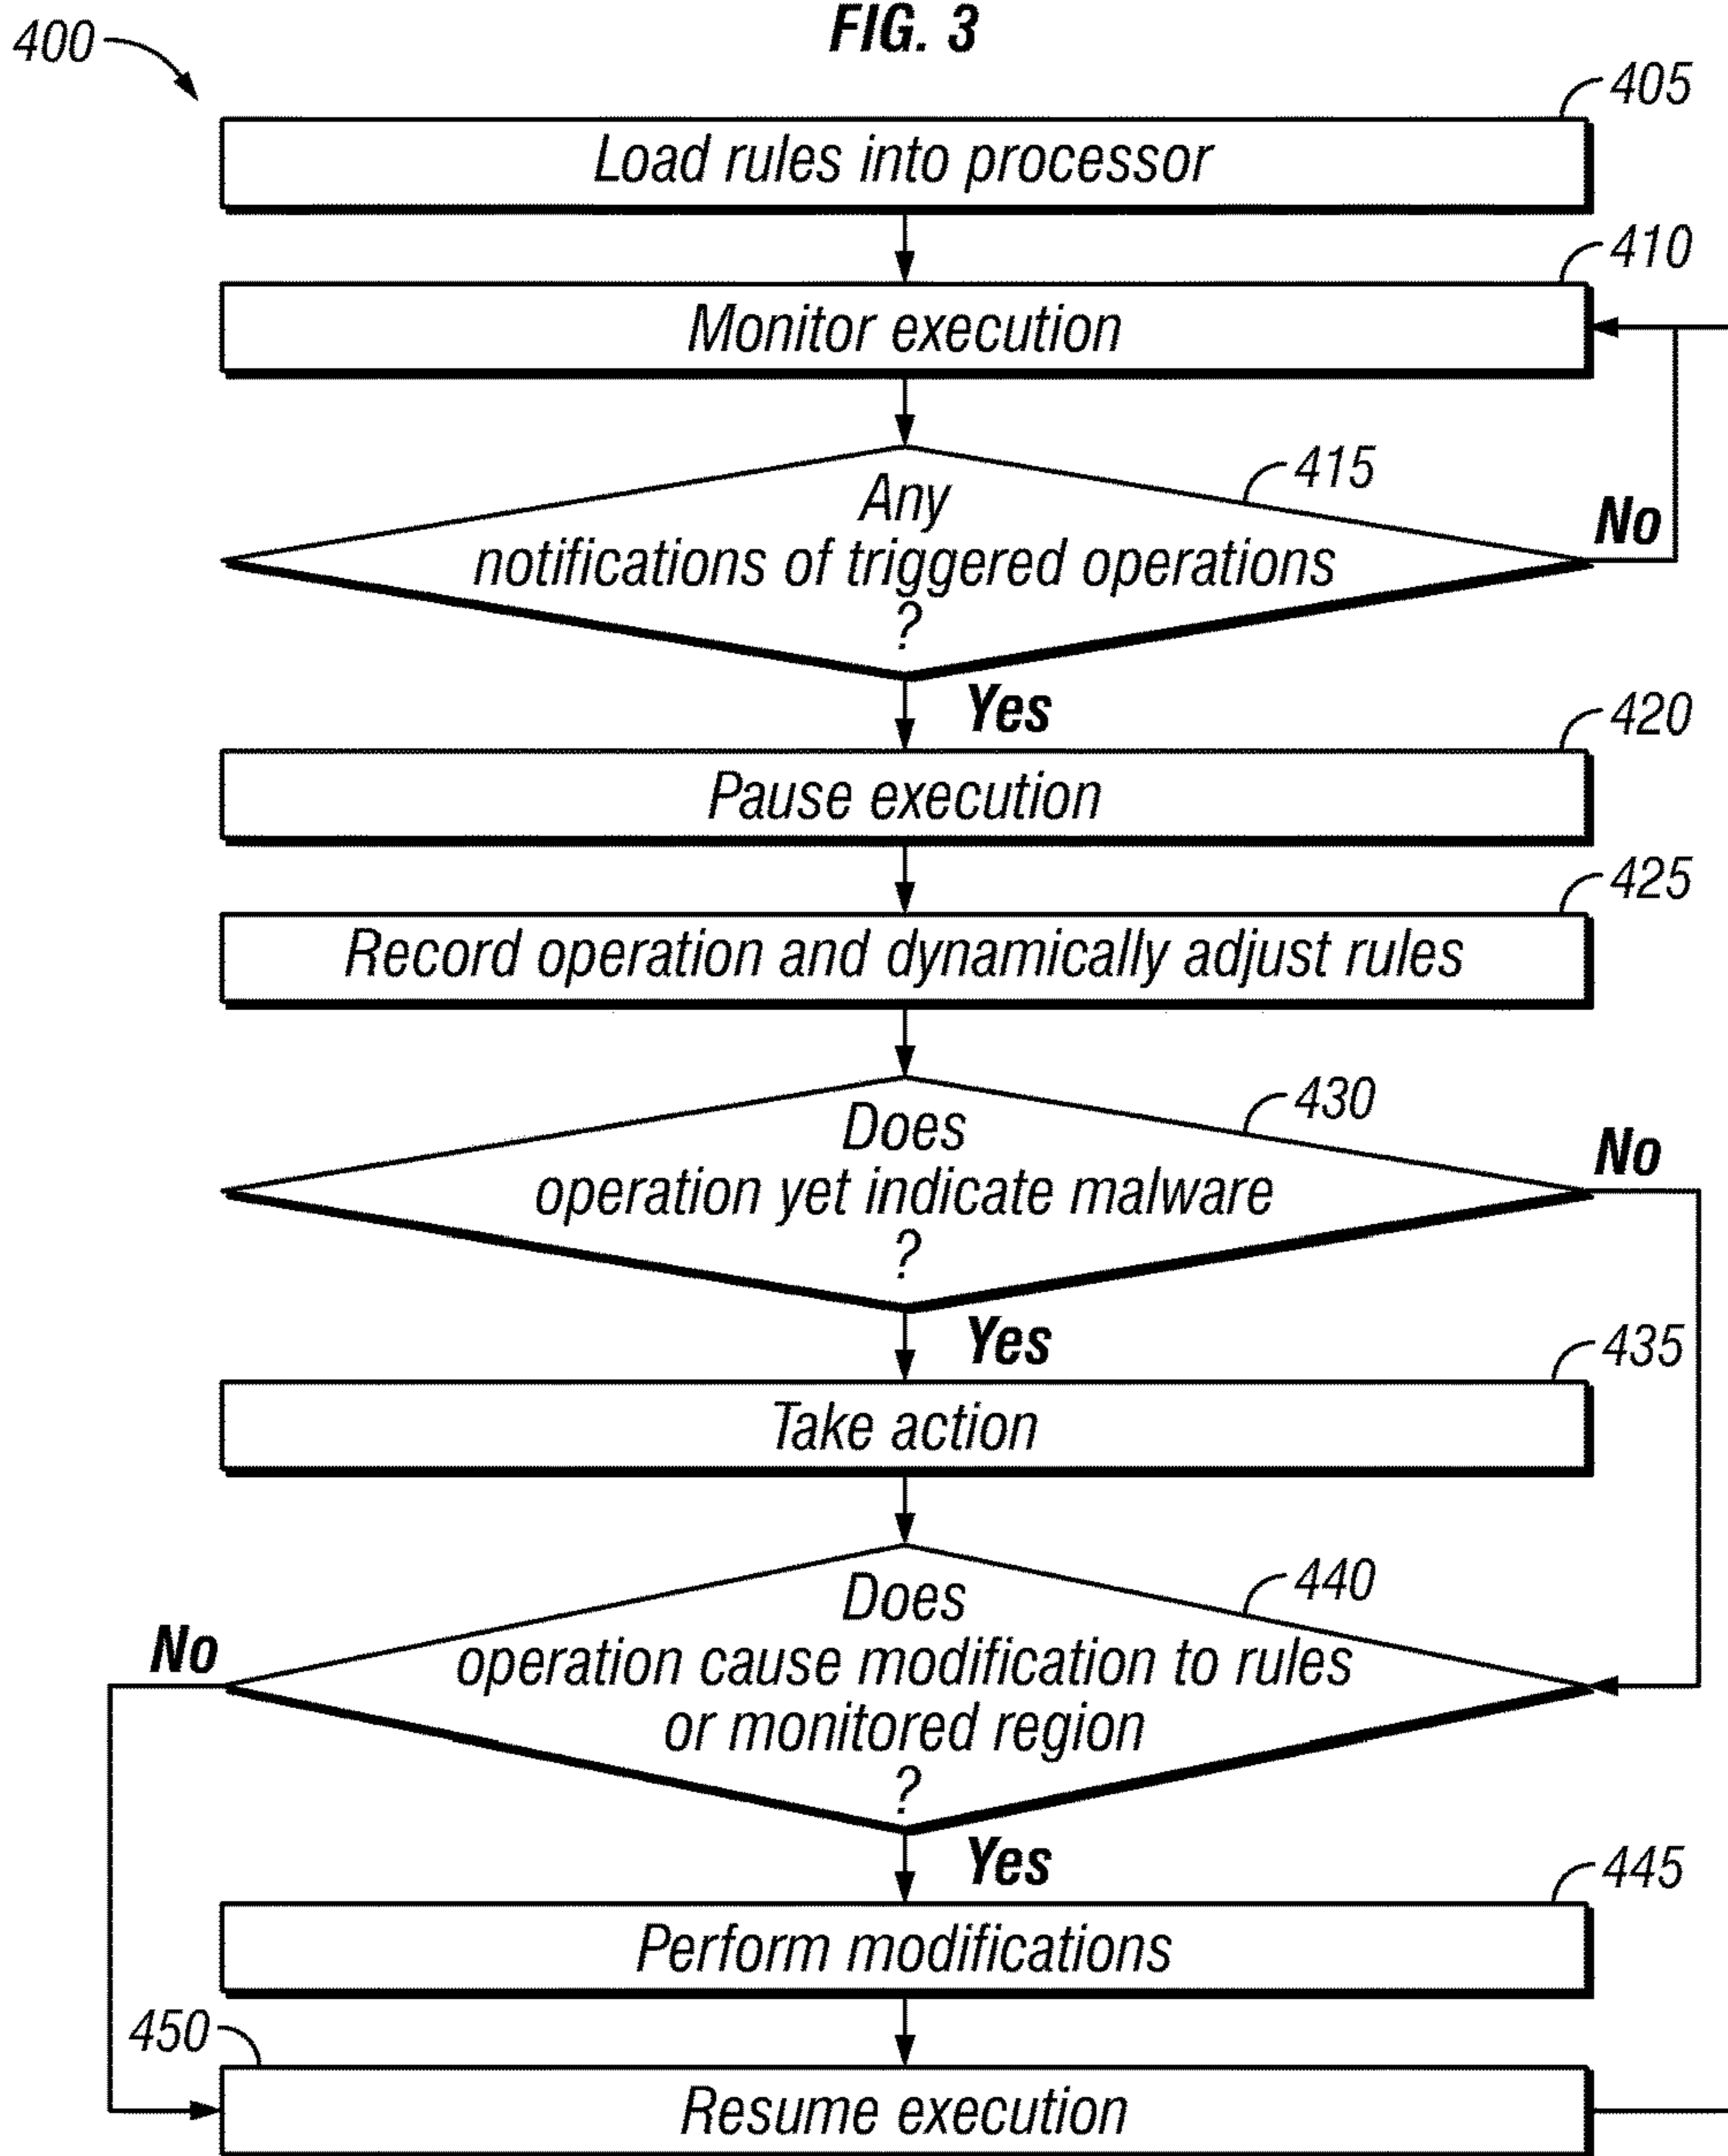 FIG. 3
400
405
Load rules into processor
410
Monitor execution
415
Any
notifications of triggered operations
?
No
Yes
420
Pause execution
425
Record operation and dynamically adjust rules
430
Does
operation yet indicate malware
?
No
Yes
435
Take action
440
Does
operation cause modification to rules
or monitored region
?
No
Yes
445
Perform modifications
450
Resume execution